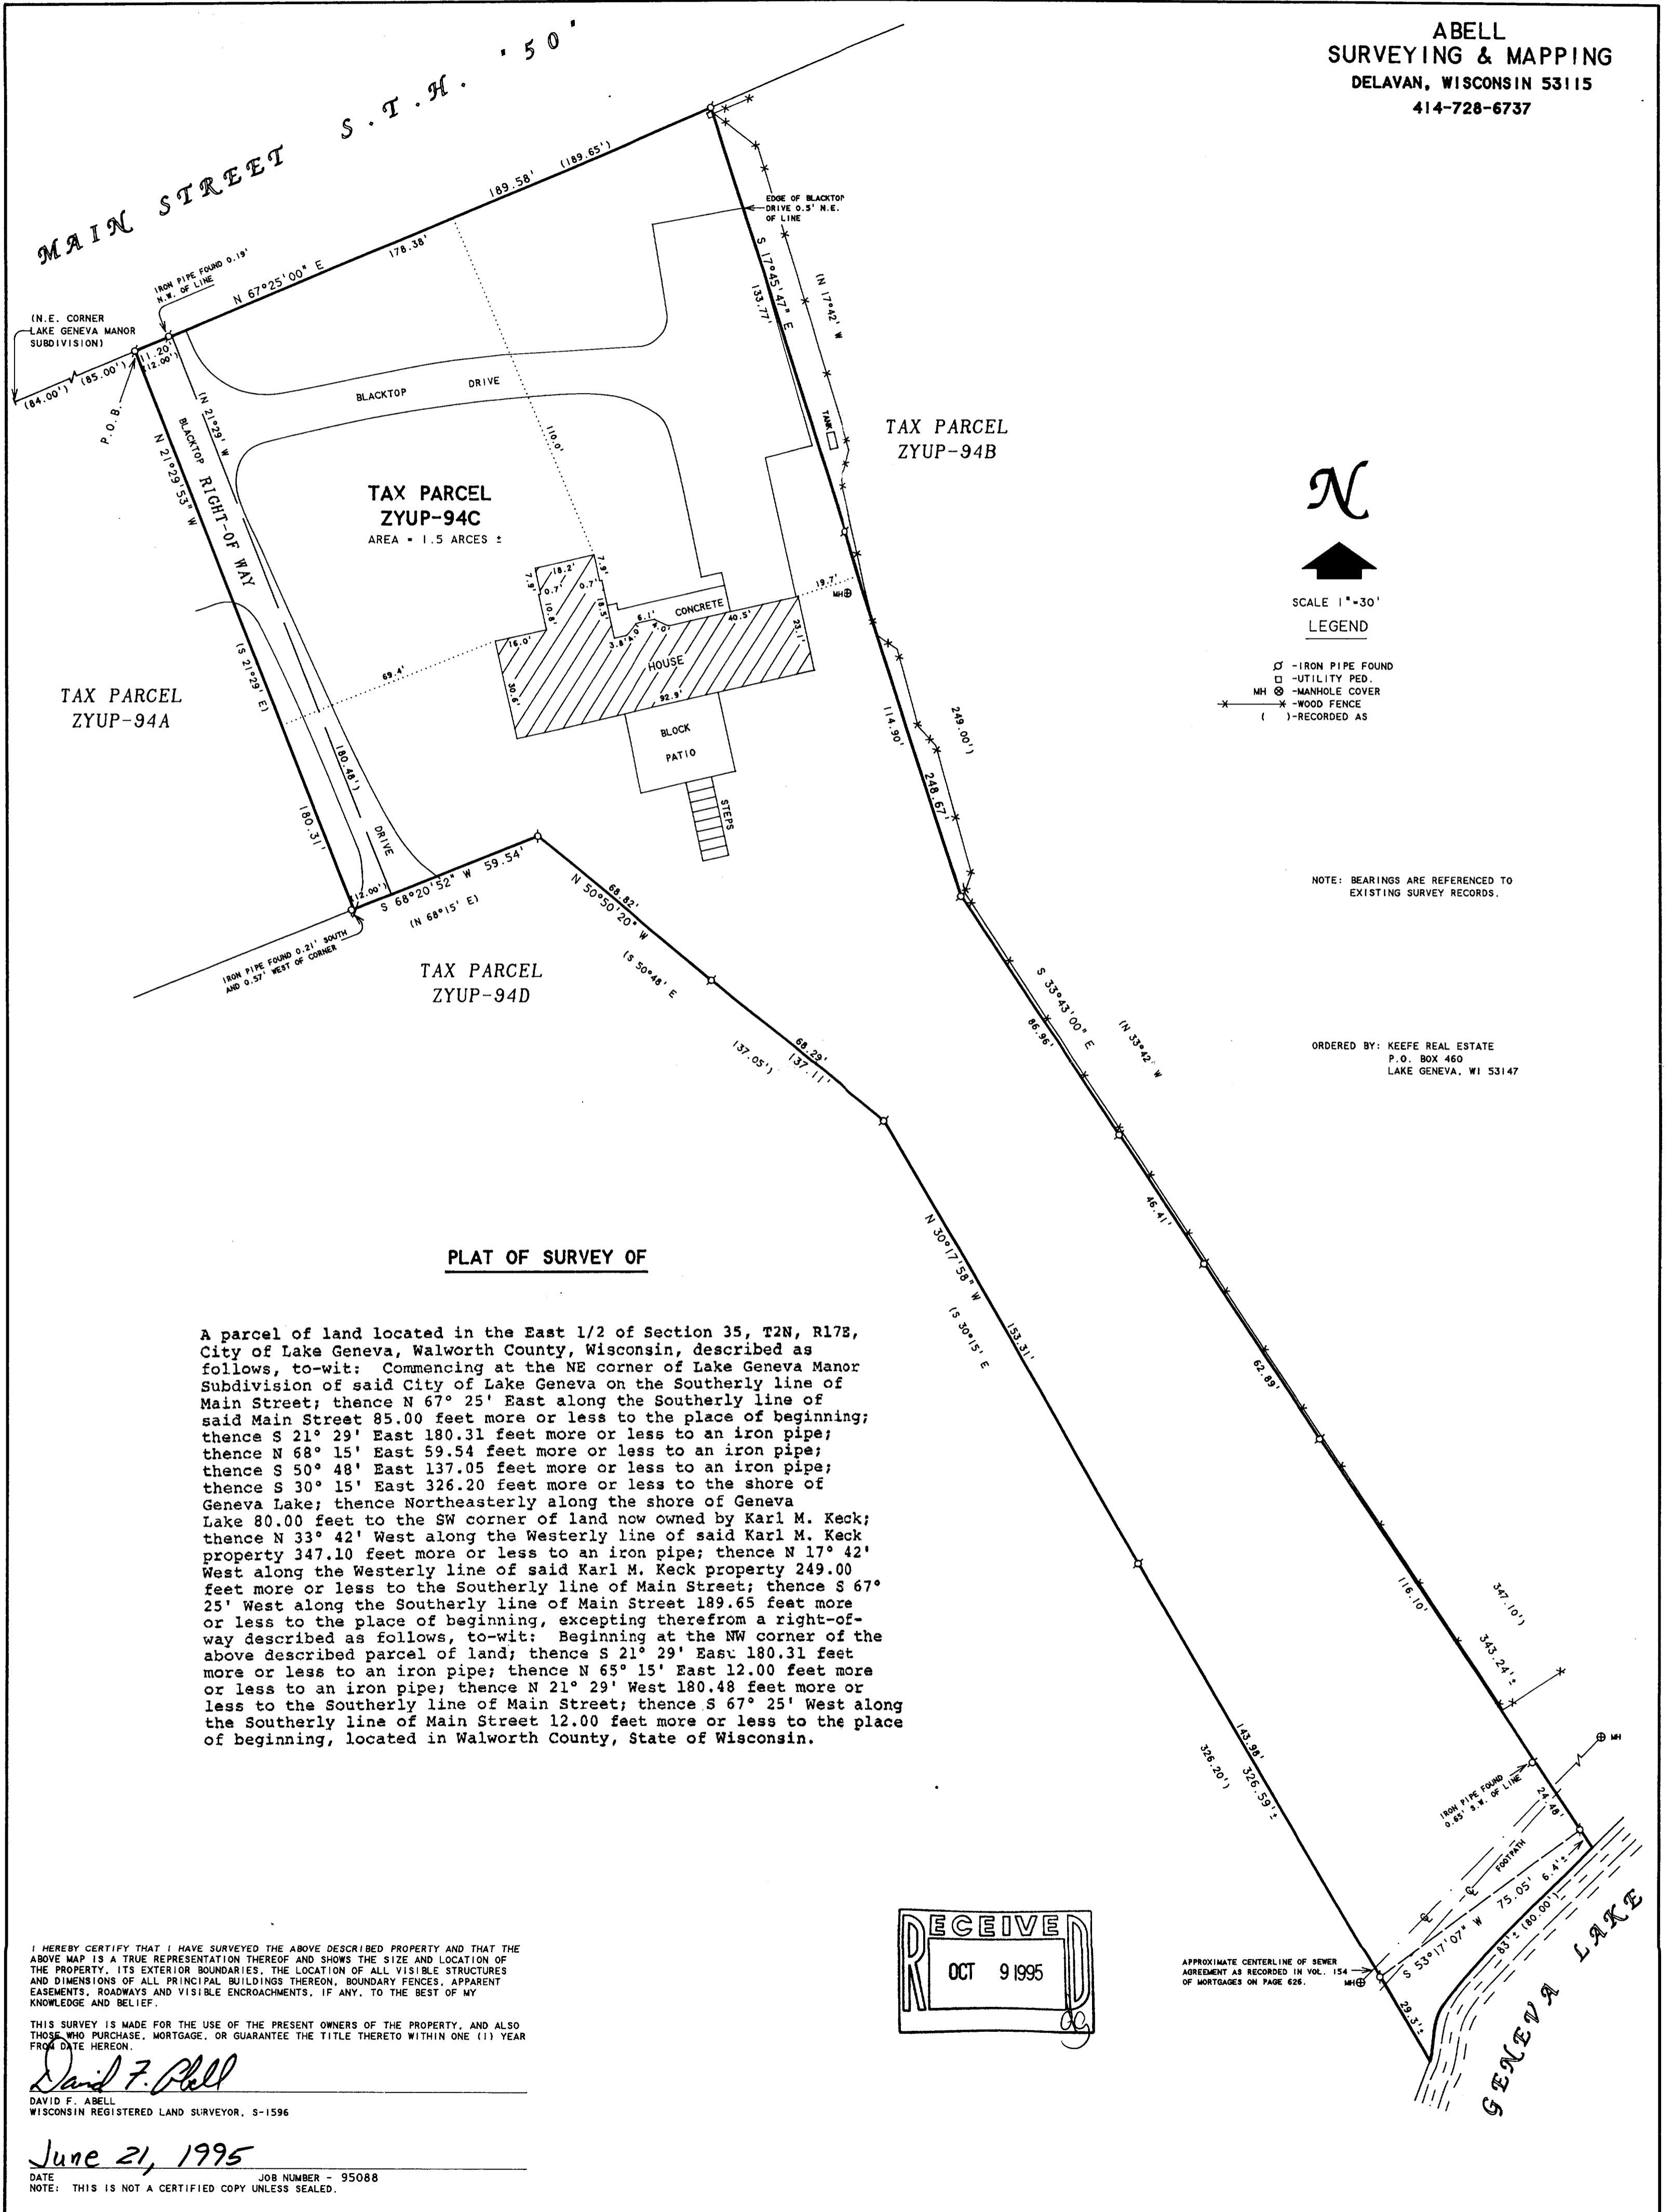 ABELL
SURVEYING & MAPPING
DELAVAN, WISCONSIN 53115
414-728-6737
MAIN STREET S.T.H. '50'
(189.65')
189.58'
178.38'
N 67°25'00" E
IRON PIPE FOUND 0.19'
N.W. OF LINE
(N.E. CORNER
LAKE GENEVA MANOR
SUBDIVISION)
(84.00')
(85.00')
11.20'
(12.00')
P.O.B.
EDGE OF BLACKTOP
DRIVE 0.5' N.E.
OF LINE
S 17°45'47" E
133.77'
(N 17°42' W
TANK
BLACKTOP DRIVE
110.0'
(N 21°29' W
BLACKTOP
RIGHT-OF WAY
N 21°29'53" W
TAX PARCEL
ZYUP-94B
TAX PARCEL
ZYUP-94C
AREA = 1.5 ARCES ±
N
SCALE 1"=30'
LEGEND
-IRON PIPE FOUND
-UTILITY PED.
MH -MANHOLE COVER
-WOOD FENCE
( )-RECORDED AS
18.2'
7.9'
7.9'
0.7'
0.7'
10.8'
18.5'
6.1'
CONCRETE
40.5'
19.7'
MH
16.0'
3.8'
4.0'
4.0'
23.1'
HOUSE
30.6'
92.9'
69.4'
(S 21°29' E)
TAX PARCEL
ZYUP-94A
BLOCK
PATIO
STEPS
114.90'
249.00')
248.67'
180.48')
180.31'
DRIVE
(12.00')
S 68°20'52" W 59.54'
(N 68°15' E)
IRON PIPE FOUND 0.21' SOUTH
AND 0.57' WEST OF CORNER
68.82'
N 50°50'20" W
(S 50°48' E
137.05')
68.29'
137.11'
TAX PARCEL
ZYUP-94D
NOTE: BEARINGS ARE REFERENCED TO
EXISTING SURVEY RECORDS.
S 33°43'00" E
86.96'
(N 33°42' W
ORDERED BY: KEEFE REAL ESTATE
P.O. BOX 460
LAKE GENEVA, WI 53147
46.41'
N 30°17'58" W
(S 30°15' E
153.31'
62.89'
PLAT OF SURVEY OF
A parcel of land located in the East 1/2 of Section 35, T2N, R17E,
City of Lake Geneva, Walworth County, Wisconsin, described as
follows, to-wit: Commencing at the NE corner of Lake Geneva Manor
Subdivision of said City of Lake Geneva on the Southerly line of
Main Street; thence N 67° 25' East along the Southerly line of
said Main Street 85.00 feet more or less to the place of beginning;
thence S 21° 29' East 180.31 feet more or less to an iron pipe;
thence N 68° 15' East 59.54 feet more or less to an iron pipe;
thence S 50° 48' East 137.05 feet more or less to an iron pipe;
thence S 30° 15' East 326.20 feet more or less to the shore of
Geneva Lake; thence Northeasterly along the shore of Geneva
Lake 80.00 feet to the SW corner of land now owned by Karl M. Keck;
thence N 33° 42' West along the Westerly line of said Karl M. Keck
property 347.10 feet more or less to an iron pipe; thence N 17° 42'
West along the Westerly line of said Karl M. Keck property 249.00
feet more or less to the Southerly line of Main Street; thence S 67°
25' West along the Southerly line of Main Street 189.65 feet more
or less to the place of beginning, excepting therefrom a right-of-
way described as follows, to-wit: Beginning at the NW corner of the
above described parcel of land; thence S 21° 29' East 180.31 feet
more or less to an iron pipe; thence N 65° 15' East 12.00 feet more
or less to an iron pipe; thence N 21° 29' West 180.48 feet more or
less to the Southerly line of Main Street; thence S 67° 25' West along
the Southerly line of Main Street 12.00 feet more or less to the place
of beginning, located in Walworth County, State of Wisconsin.
116.10'
347.10')
343.24'±
143.98'
326.20')
326.59'±
MH
IRON PIPE FOUND
0.65' S.W. OF LINE
24.48'
FOOTPATH
S 53°17'07" W 75.05'
6.4'±
83'± (80.00')
29.3'±
GENEVA LAKE
APPROXIMATE CENTERLINE OF SEWER
AGREEMENT AS RECORDED IN VOL. 154
OF MORTGAGES ON PAGE 626.
MH
RECEIVED
OCT 9 1995
I HEREBY CERTIFY THAT I HAVE SURVEYED THE ABOVE DESCRIBED PROPERTY AND THAT THE
ABOVE MAP IS A TRUE REPRESENTATION THEREOF AND SHOWS THE SIZE AND LOCATION OF
THE PROPERTY, ITS EXTERIOR BOUNDARIES, THE LOCATION OF ALL VISIBLE STRUCTURES
AND DIMENSIONS OF ALL PRINCIPAL BUILDINGS THEREON, BOUNDARY FENCES, APPARENT
EASEMENTS, ROADWAYS AND VISIBLE ENCROACHMENTS, IF ANY, TO THE BEST OF MY
KNOWLEDGE AND BELIEF.
THIS SURVEY IS MADE FOR THE USE OF THE PRESENT OWNERS OF THE PROPERTY, AND ALSO
THOSE WHO PURCHASE, MORTGAGE, OR GUARANTEE THE TITLE THERETO WITHIN ONE (1) YEAR
FROM DATE HEREON.
David F. Abell
DAVID F. ABELL
WISCONSIN REGISTERED LAND SURVEYOR, S-1596
June 21, 1995
DATE JOB NUMBER - 95088
NOTE: THIS IS NOT A CERTIFIED COPY UNLESS SEALED.